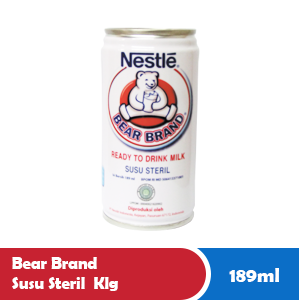 Nestlé
BEAR BRAND
READY TO DRINK MILK
SUSU STERIL
Diproduksi oleh
Bear Brand
Susu Steril Klg
189ml